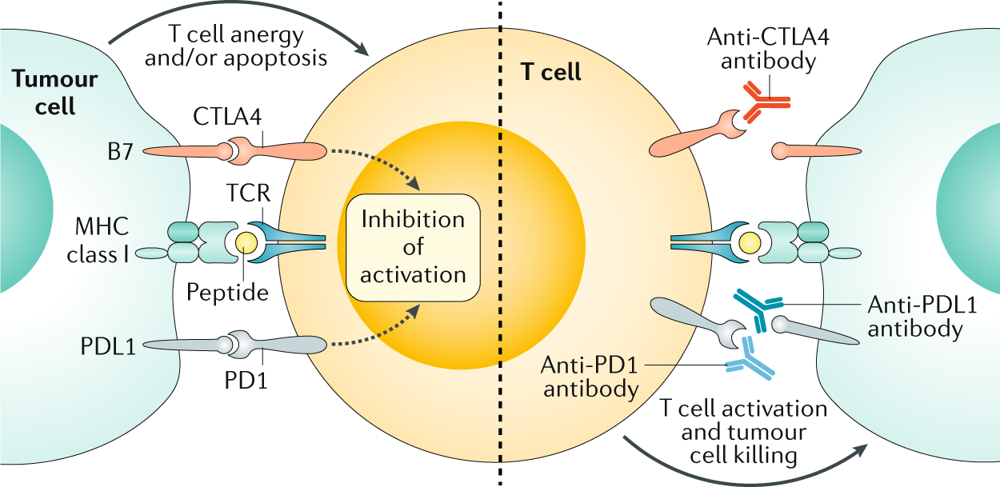 T cell anergy
and/or apoptosis
Tumour
cell
CTLA4
B7
TCR
MHC
class I
Peptide
PDL1
PD1
Inhibition
of
activation
T cell
Anti-CTLA4
antibody
Anti-PDL1
antibody
Anti-PD1
antibody
T cell activation
and tumour
cell killing